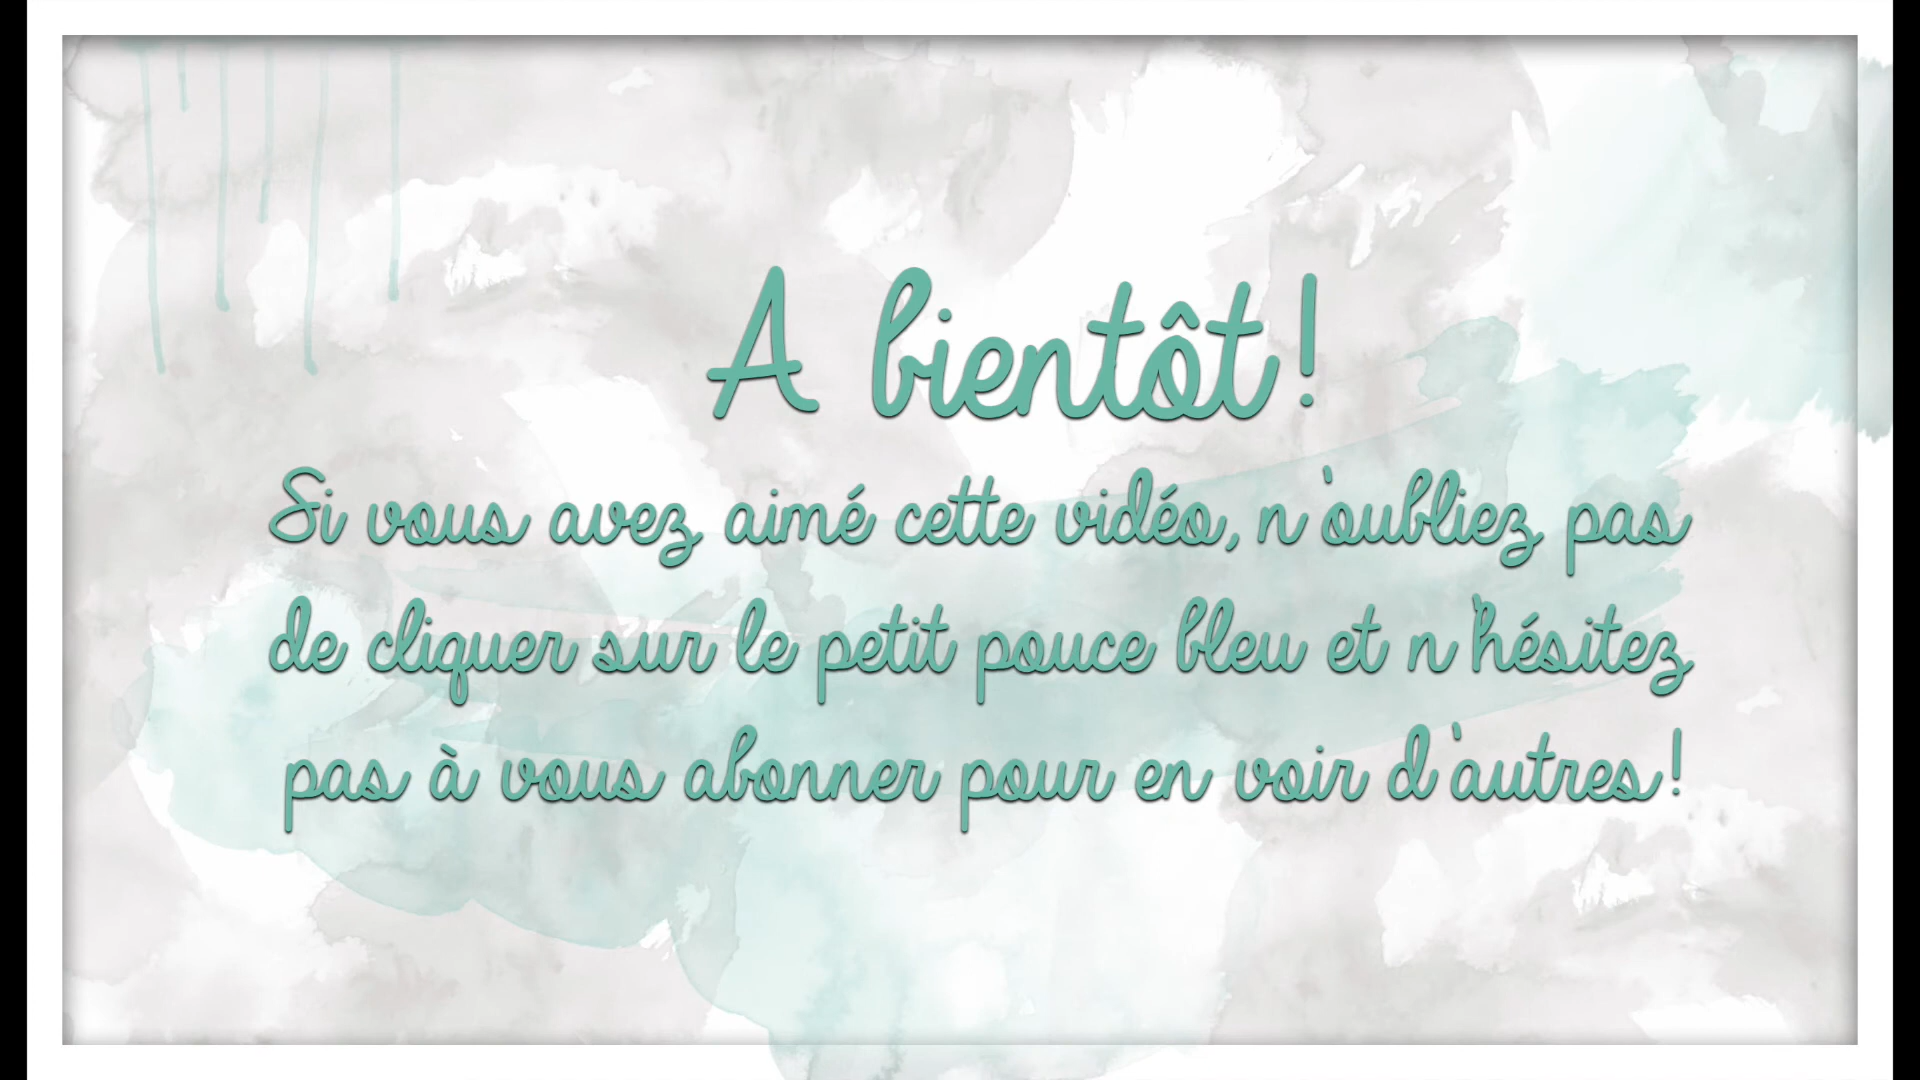 A bientôt!
Si vous avez aimé cette vidéo, n'oubliez pas
de cliquer sur le petit pouce bleu et n'hésitez
pas à vous abonner pour en voir d'autres!